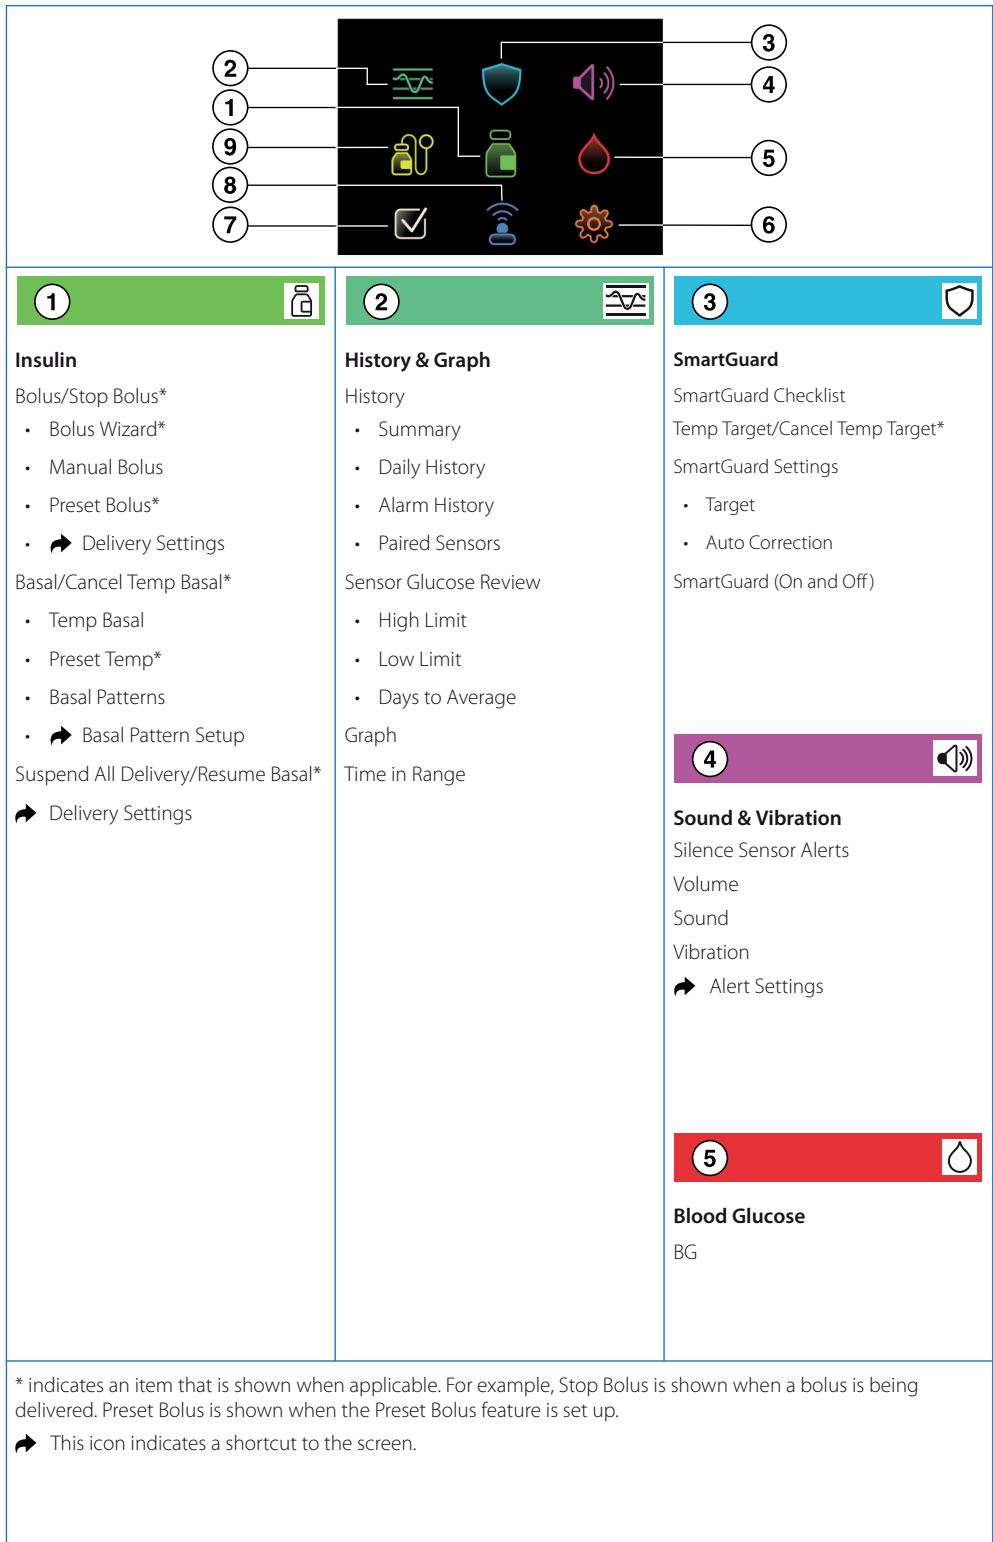 2
3
1
4
9
5
8
7
6
1
Insulin
Bolus/Stop Bolus*
• Bolus Wizard*
• Manual Bolus
• Preset Bolus*
• Delivery Settings
Basal/Cancel Temp Basal*
• Temp Basal
• Preset Temp*
• Basal Patterns
• Basal Pattern Setup
Suspend All Delivery/Resume Basal*
Delivery Settings
2
History & Graph
History
• Summary
• Daily History
• Alarm History
• Paired Sensors
Sensor Glucose Review
• High Limit
• Low Limit
• Days to Average
Graph
Time in Range
3
SmartGuard
SmartGuard Checklist
Temp Target/Cancel Temp Target*
SmartGuard Settings
• Target
• Auto Correction
SmartGuard (On and Off)
4
Sound & Vibration
Silence Sensor Alerts
Volume
Sound
Vibration
Alert Settings
5
Blood Glucose
BG
* indicates an item that is shown when applicable. For example, Stop Bolus is shown when a bolus is being
delivered. Preset Bolus is shown when the Preset Bolus feature is set up.
This icon indicates a shortcut to the screen.